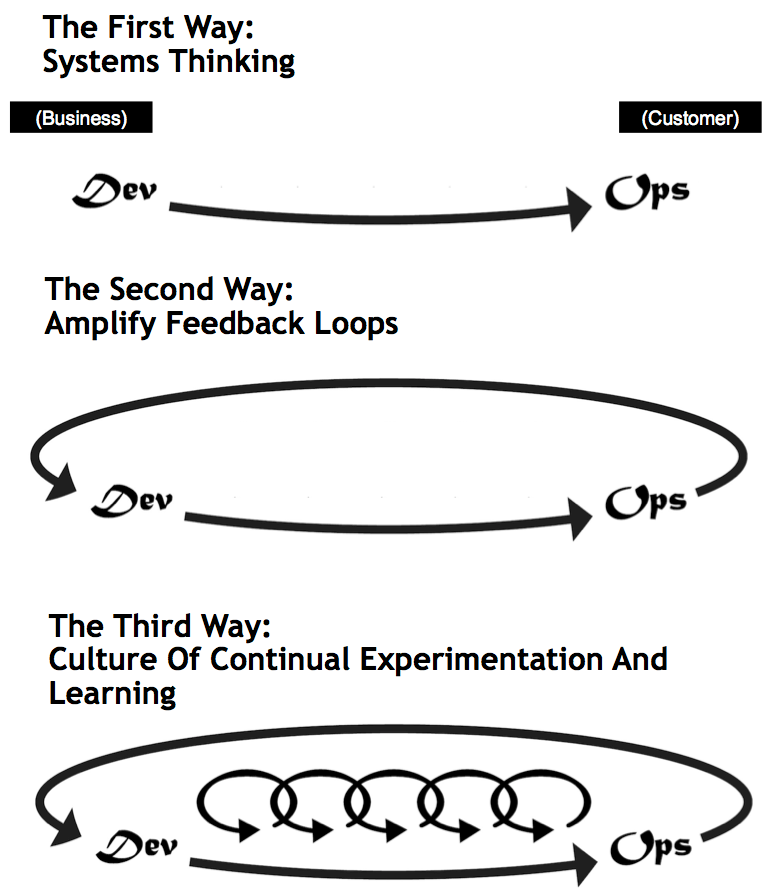 The First Way:
Systems Thinking
(Business)
(Customer)
Dev
Ops
The Second Way:
Amplify Feedback Loops
Dev
Ops
The Third Way:
Culture Of Continual Experimentation And
Learning
Dev
Ops